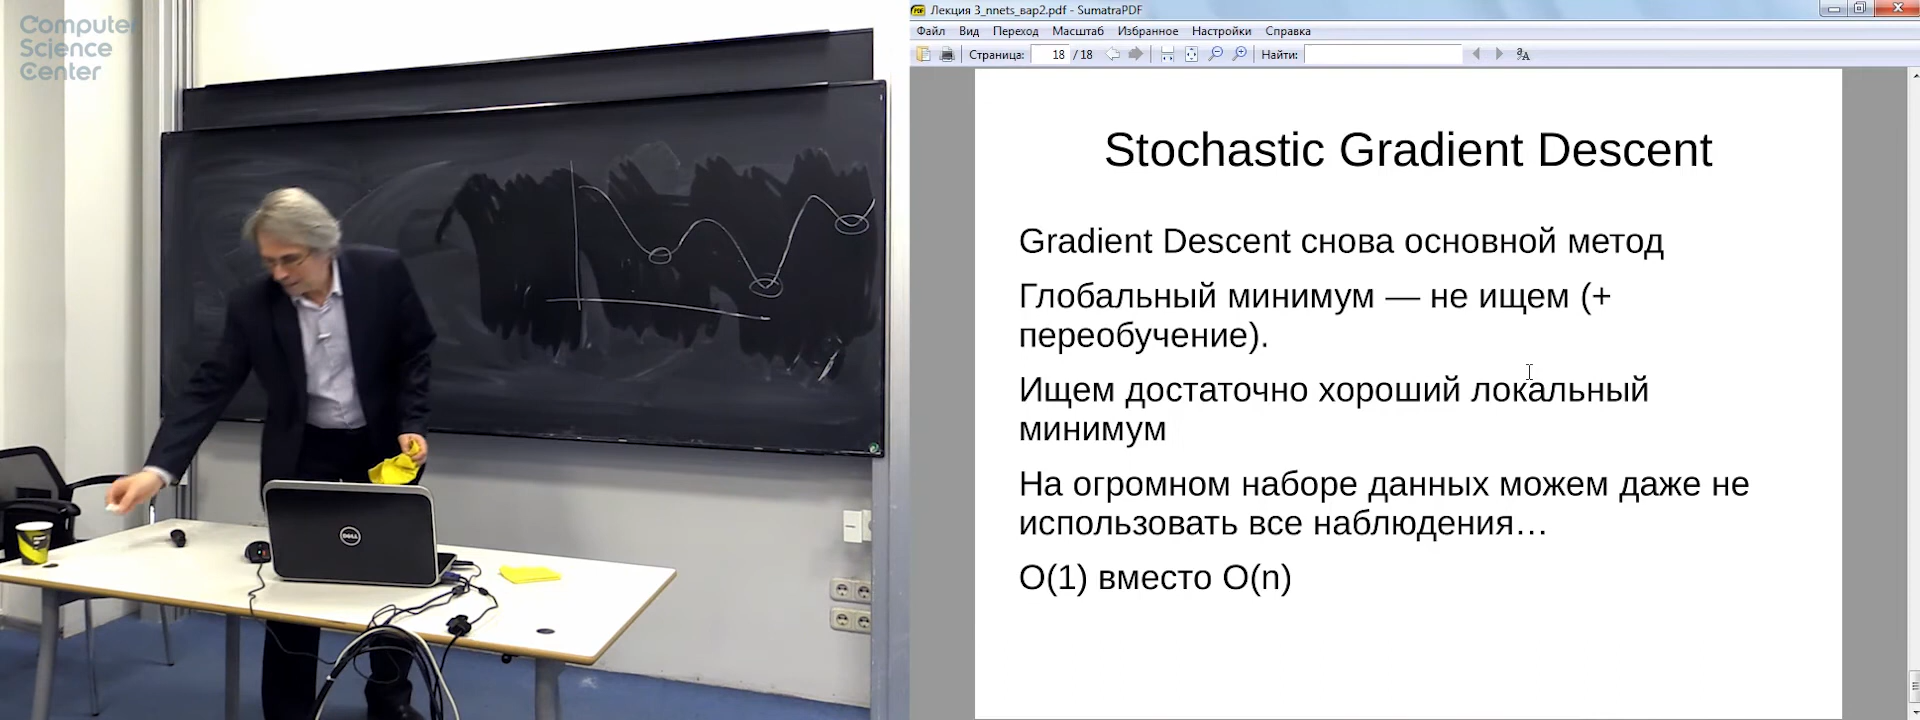 Computer
Science
Center
Лекция 3_nnets_вар2.pdf - SumatraPDF
Файл Вид Переход Масштаб Избранное Настройки Справка
Страница: 18 / 18 Найти:
Stochastic Gradient Descent
Gradient Descent снова основной метод
Глобальный минимум — не ищем (+
переобучение).
Ищем достаточно хороший локальный
минимум
На огромном наборе данных можем даже не
использовать все наблюдения…
O(1) вместо O(n)
DELL